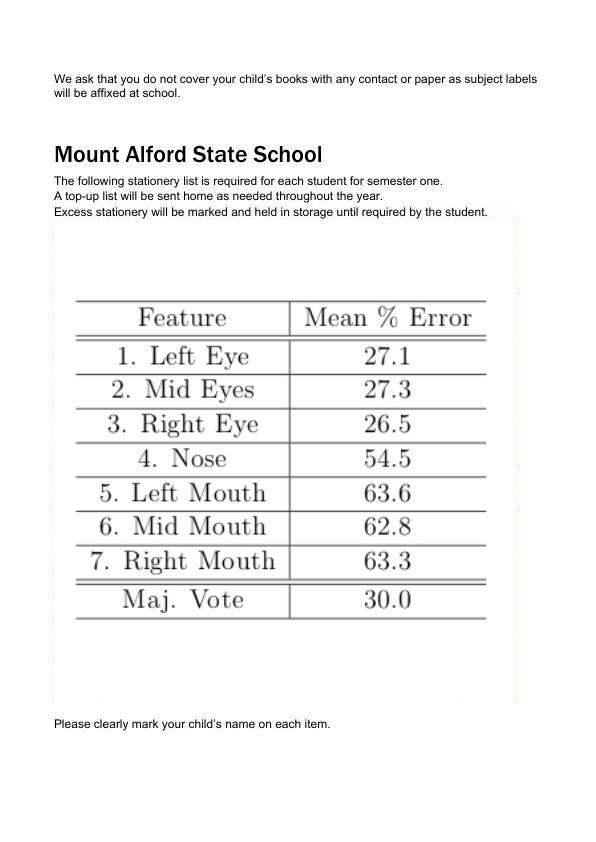 We ask that you do not cover your child's books with any contact or paper as subject labels
will be affixed at school.
Mount Alford State School
The following stationery list is required for each student for semester one.
A top-up list will be sent home as needed throughout the year.
Excess stationery will be marked and held in storage until required by the student.
Feature Mean % Error
1. Left Eye 27.1
2. Mid Eyes 27.3
3. Right Eye 26.5
4. Nose 54.5
5. Left Mouth 63.6
6. Mid Mouth 62.8
7. Right Mouth 63.3
Maj. Vote 30.0
Please clearly mark your child's name on each item.